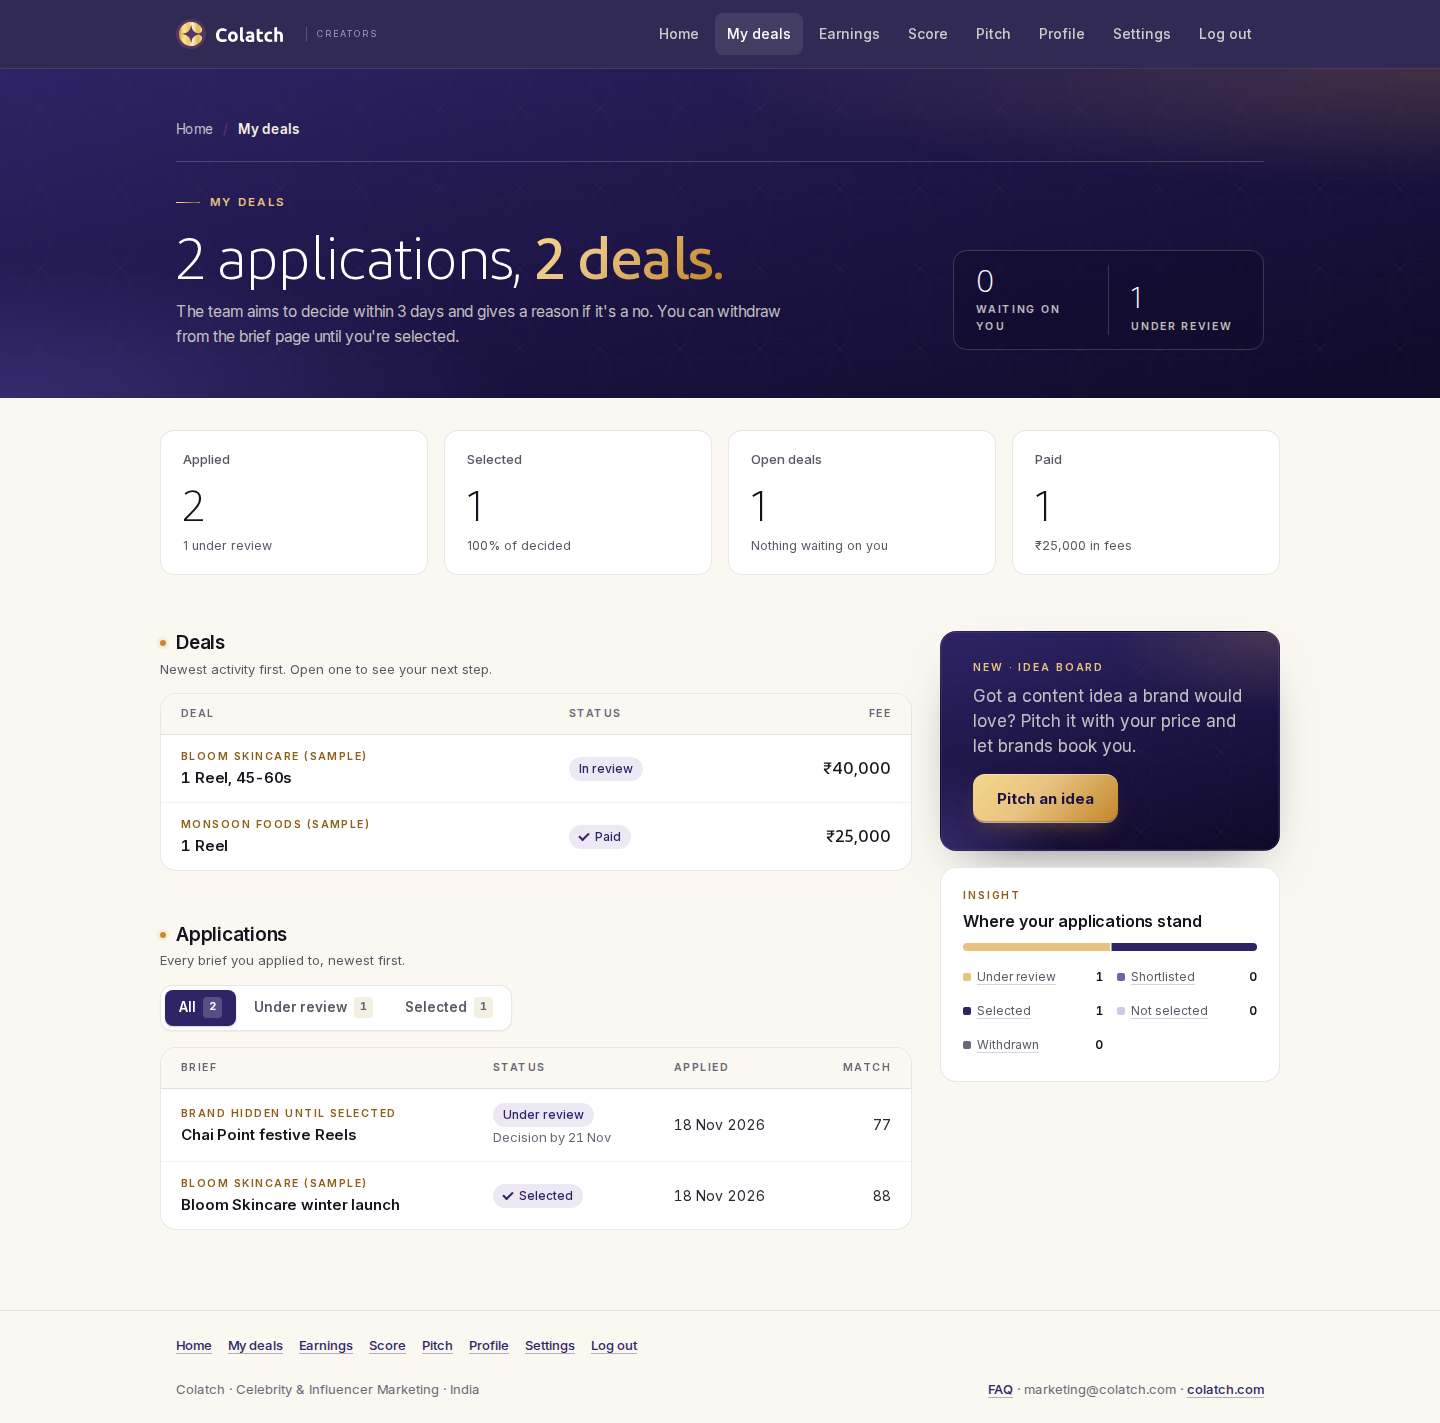 Colatch CREATORS Home My deals Earnings Score Pitch Profile Settings Log out
Home / My deals
MY DEALS
2 applications, 2 deals.
The team aims to decide within 3 days and gives a reason if it's a no. You can withdraw
from the brief page until you're selected.
0
WAITING ON
YOU
1
UNDER REVIEW
Applied
2
1 under review
Selected
1
100% of decided
Open deals
1
Nothing waiting on you
Paid
1
₹25,000 in fees
Deals
Newest activity first. Open one to see your next step.
DEAL STATUS FEE
BLOOM SKINCARE (SAMPLE)
1 Reel, 45-60s In review ₹40,000
MONSOON FOODS (SAMPLE)
1 Reel Paid ₹25,000
Applications
Every brief you applied to, newest first.
All 2 Under review 1 Selected 1
BRIEF STATUS APPLIED MATCH
BRAND HIDDEN UNTIL SELECTED
Chai Point festive Reels Under review 18 Nov 2026 77
Decision by 21 Nov
BLOOM SKINCARE (SAMPLE)
Bloom Skincare winter launch Selected 18 Nov 2026 88
NEW · IDEA BOARD
Got a content idea a brand would
love? Pitch it with your price and
let brands book you.
Pitch an idea
INSIGHT
Where your applications stand
Under review 1 Shortlisted 0
Selected 1 Not selected 0
Withdrawn 0
Home My deals Earnings Score Pitch Profile Settings Log out
Colatch · Celebrity & Influencer Marketing · India
FAQ · marketing@colatch.com · colatch.com